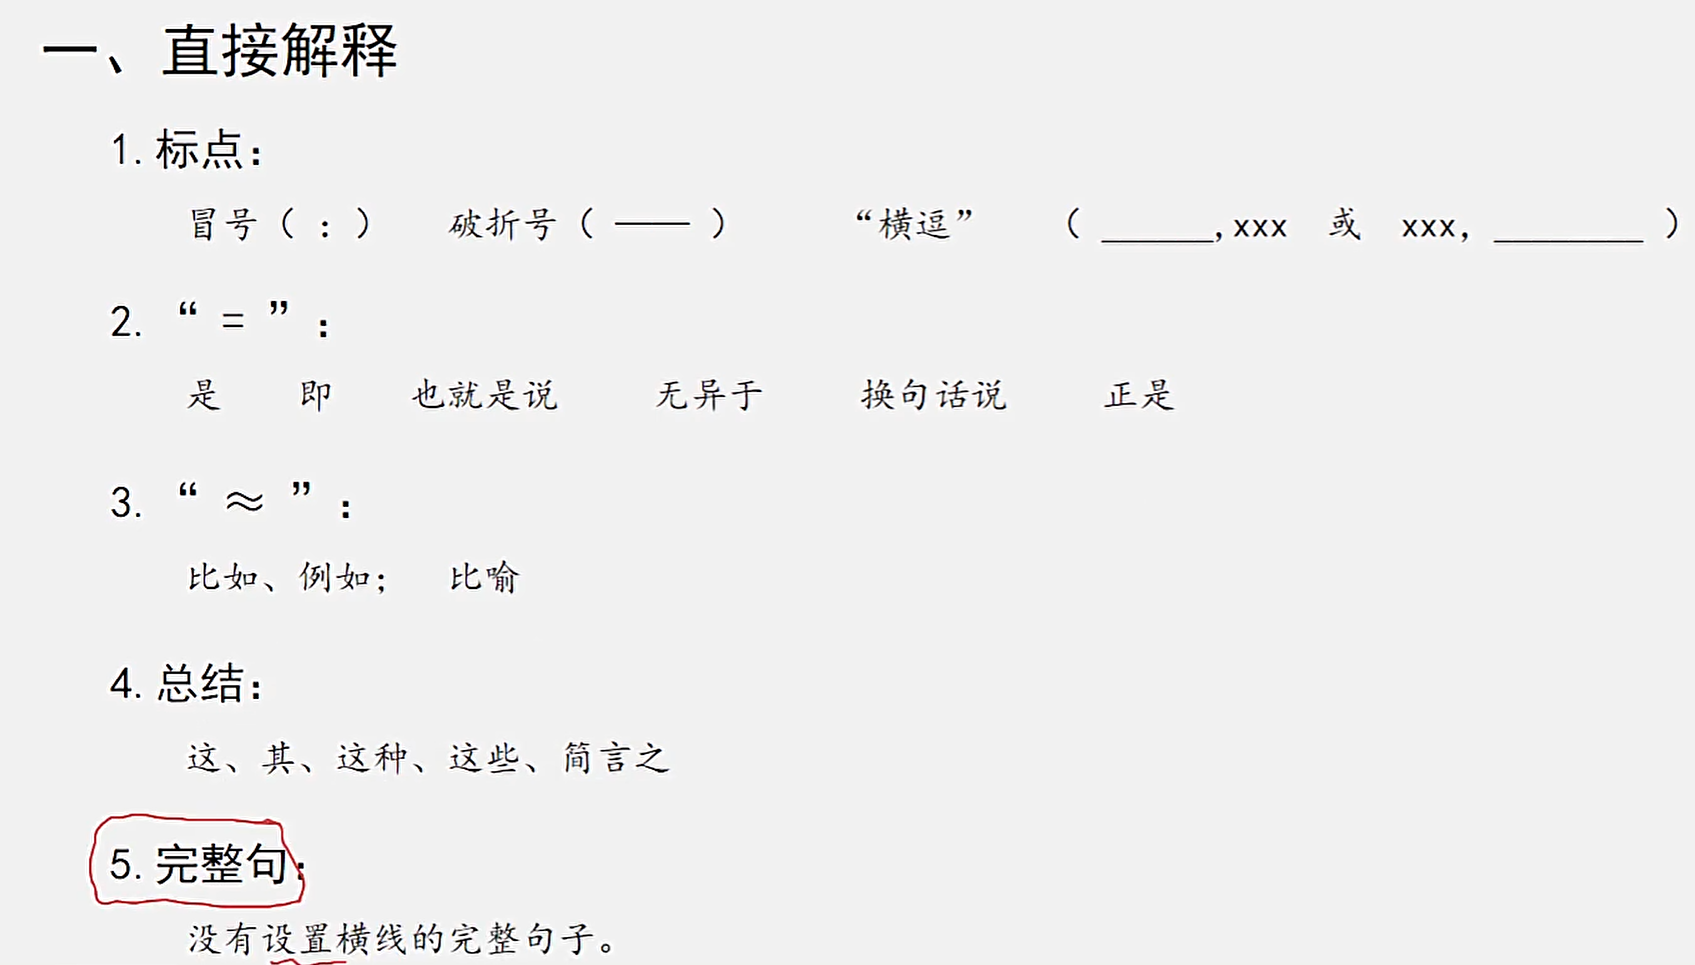 一、直接解释
1.标点：
冒号（ ： ） 破折号（ —— ） “横逗” （ ______,xxx 或 xxx, ________ ）
2. “ = ” ：
是 即 也就是说 无异于 换句话说 正是
3. “ ≈ ” ：
比如、例如； 比喻
4.总结：
这、其、这种、这些、简言之
5.完整句：
没有设置横线的完整句子。